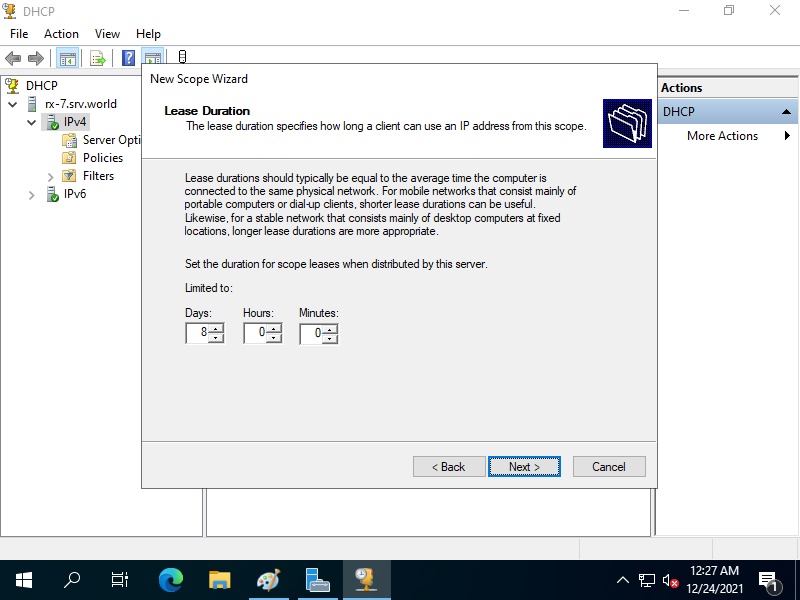 DHCP
File Action View Help
DHCP
rx-7.srv.world
IPv4
Server Opti
Policies
Filters
IPv6
New Scope Wizard
Lease Duration
The lease duration specifies how long a client can use an IP address from this scope.
Lease durations should typically be equal to the average time the computer is
connected to the same physical network. For mobile networks that consist mainly of
portable computers or dial-up clients, shorter lease durations can be useful.
Likewise, for a stable network that consists mainly of desktop computers at fixed
locations, longer lease durations are more appropriate.
Set the duration for scope leases when distributed by this server.
Limited to:
Days: Hours: Minutes:
8 0 0
< Back Next > Cancel
Actions
DHCP
More Actions
12:27 AM
12/24/2021
1